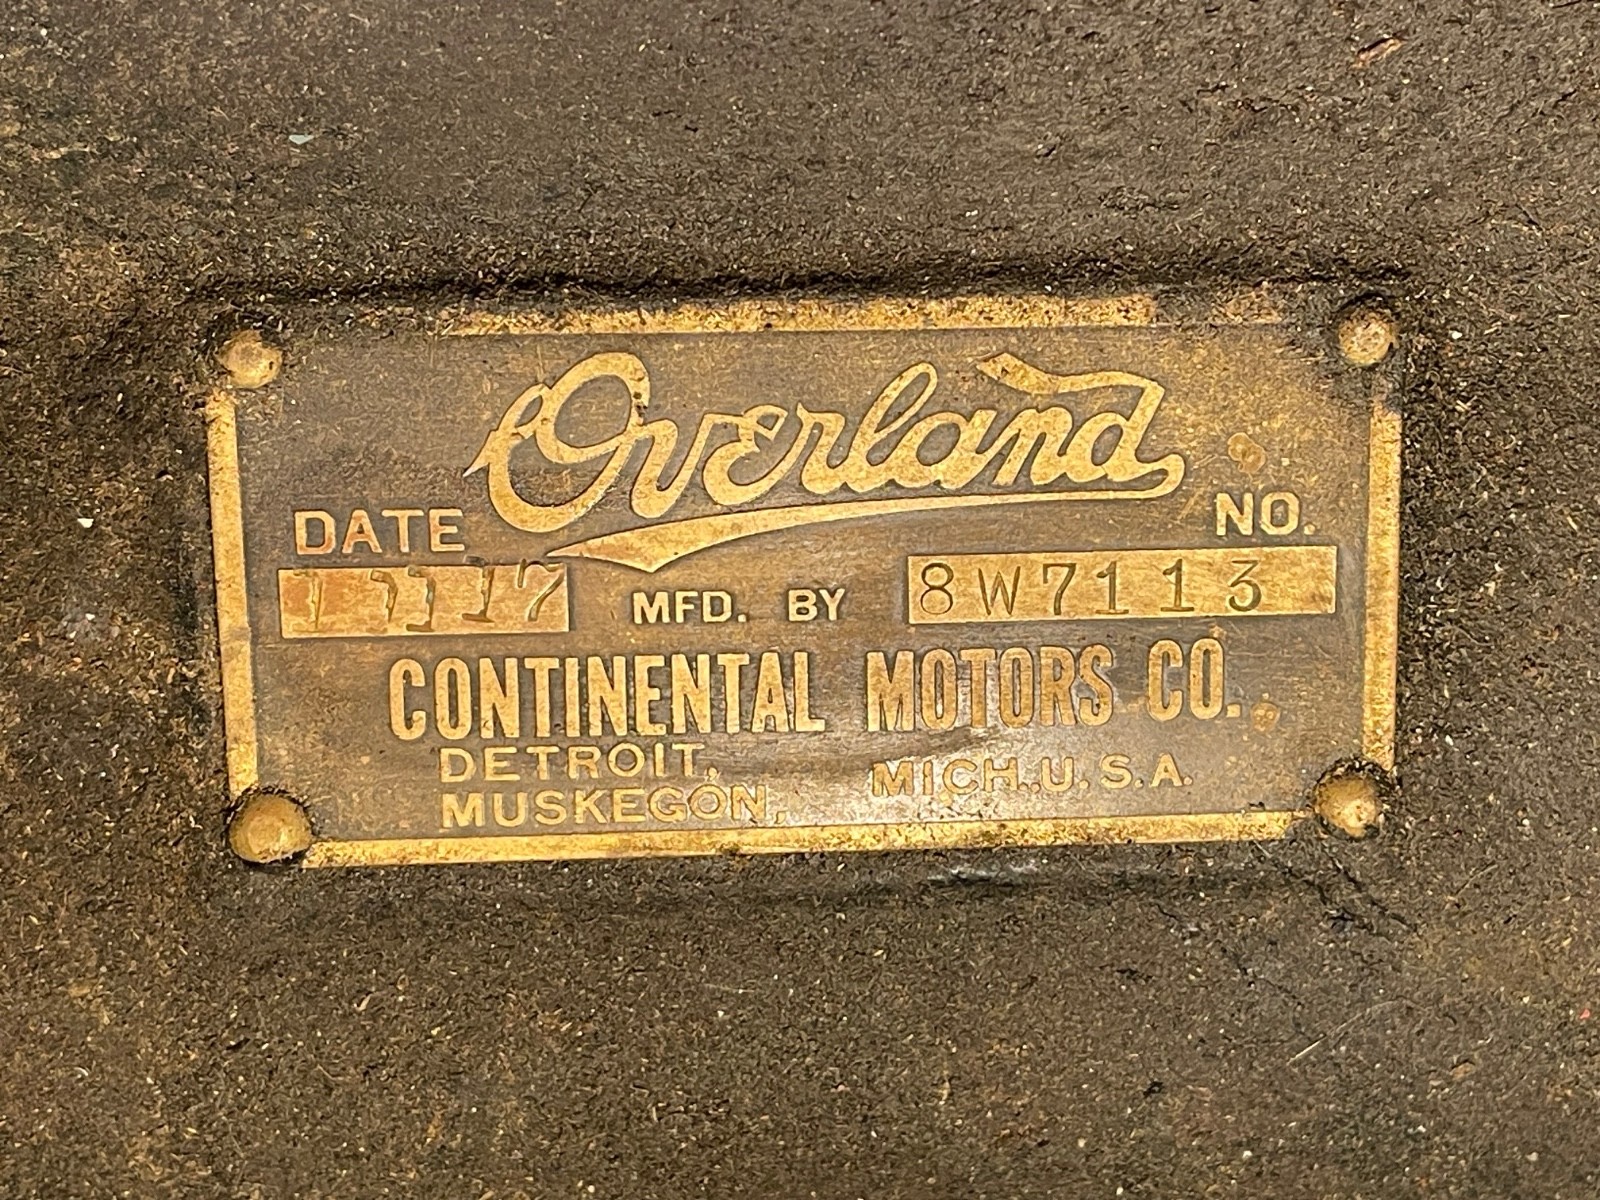 Overland
DATE
NO.
8W7113
MFD. BY
CONTINENTAL MOTORS CO.
DETROIT,
MUSKEGON,
MICH., U.S.A.